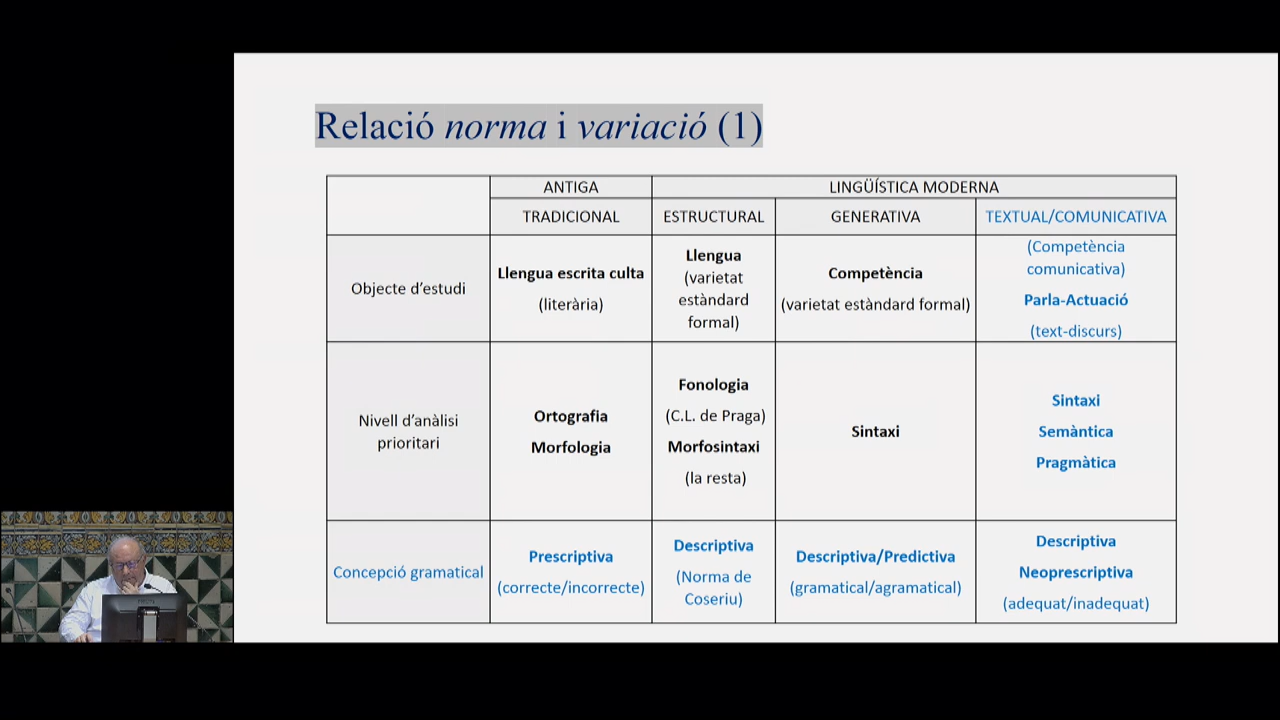 Relació norma i variació (1)
ANTIGA
LINGÜÍSTICA MODERNA
TRADICIONAL
ESTRUCTURAL
GENERATIVA
TEXTUAL/COMUNICATIVA
Objecte d'estudi
Llengua escrita culta
(literària)
Llengua
(varietat
estàndard
formal)
Competència
(varietat estàndard formal)
(Competència
comunicativa)
Parla-Actuació
(text-discurs)
Nivell d'anàlisi
prioritari
Ortografia
Morfologia
Fonologia
(C.L. de Praga)
Morfosintaxi
(la resta)
Sintaxi
Sintaxi
Semàntica
Pragmàtica
Concepció gramatical
Prescriptiva
(correcte/incorrecte)
Descriptiva
(Norma de
Coseriu)
Descriptiva/Predictiva
(gramatical/agramatical)
Descriptiva
Neoprescriptiva
(adequat/inadequat)